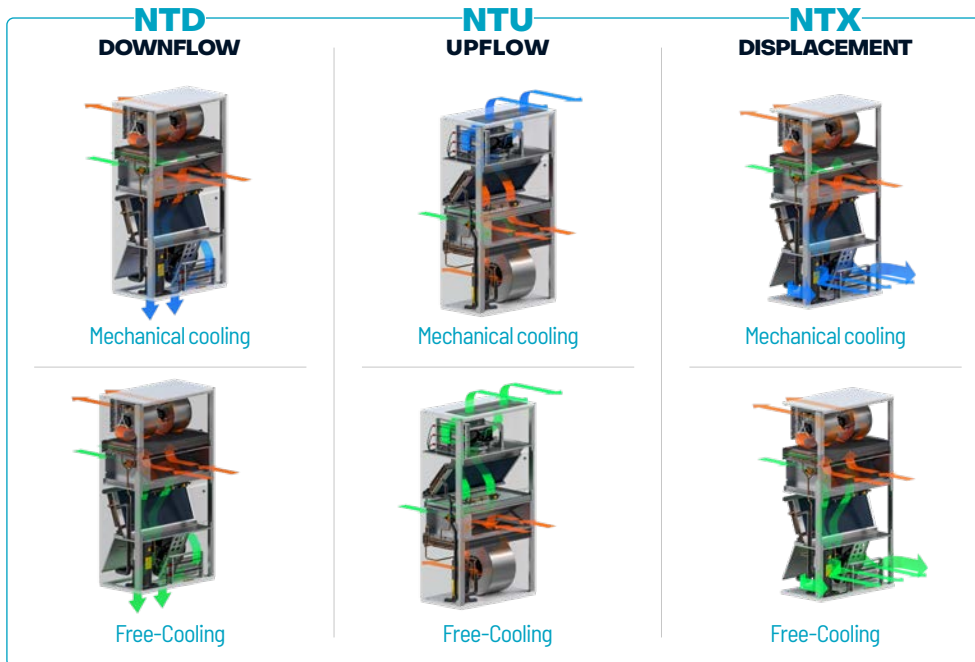 NTD
DOWNFLOW
NTU
UPFLOW
NTX
DISPLACEMENT
Mechanical cooling
Mechanical cooling
Mechanical cooling
Free-Cooling
Free-Cooling
Free-Cooling